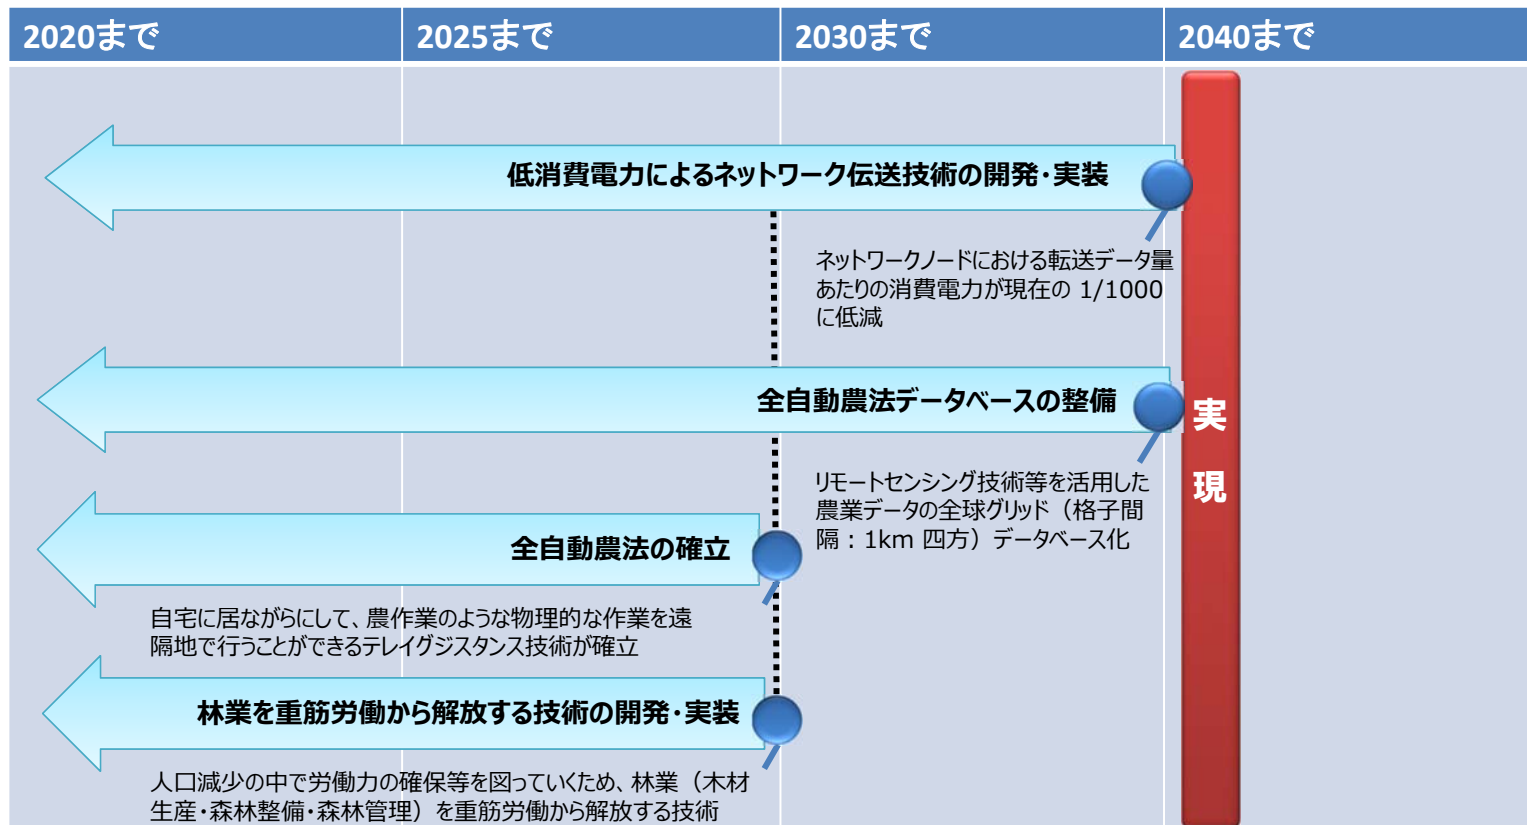 2020まで
2025まで
2030まで
2040まで
低消費電力によるネットワーク伝送技術の開発・実装
ネットワークノードにおける転送データ量
あたりの消費電力が現在の 1/1000
に低減
全自動農法データベースの整備
実
現
リモートセンシング技術等を活用した
農業データの全球グリッド（格子間
隔：1km 四方）データベース化
全自動農法の確立
自宅に居ながらにして、農作業のような物理的な作業を遠
隔地で行うことができるテレイグジスタンス技術が確立
林業を重筋労働から解放する技術の開発・実装
人口減少の中で労働力の確保等を図っていくため、林業（木材
生産・森林整備・森林管理）を重筋労働から解放する技術